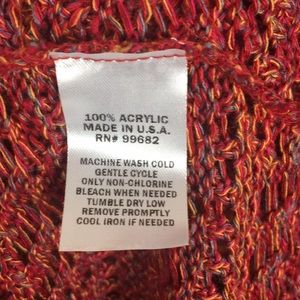 100% ACRYLIC
MADE IN U.S.A.
RN# 99682
MACHINE WASH COLD
GENTLE CYCLE
ONLY NON-CHLORINE
BLEACH WHEN NEEDED
TUMBLE DRY LOW
REMOVE PROMPTLY
COOL IRON IF NEEDED